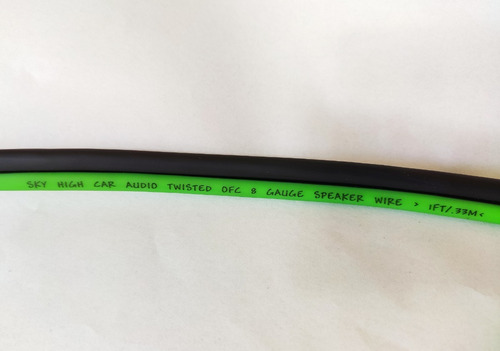 SKY HIGH CAR AUDIO TWISTED OFC 8 GAUGE SPEAKER WIRE > 1FT/.33M <